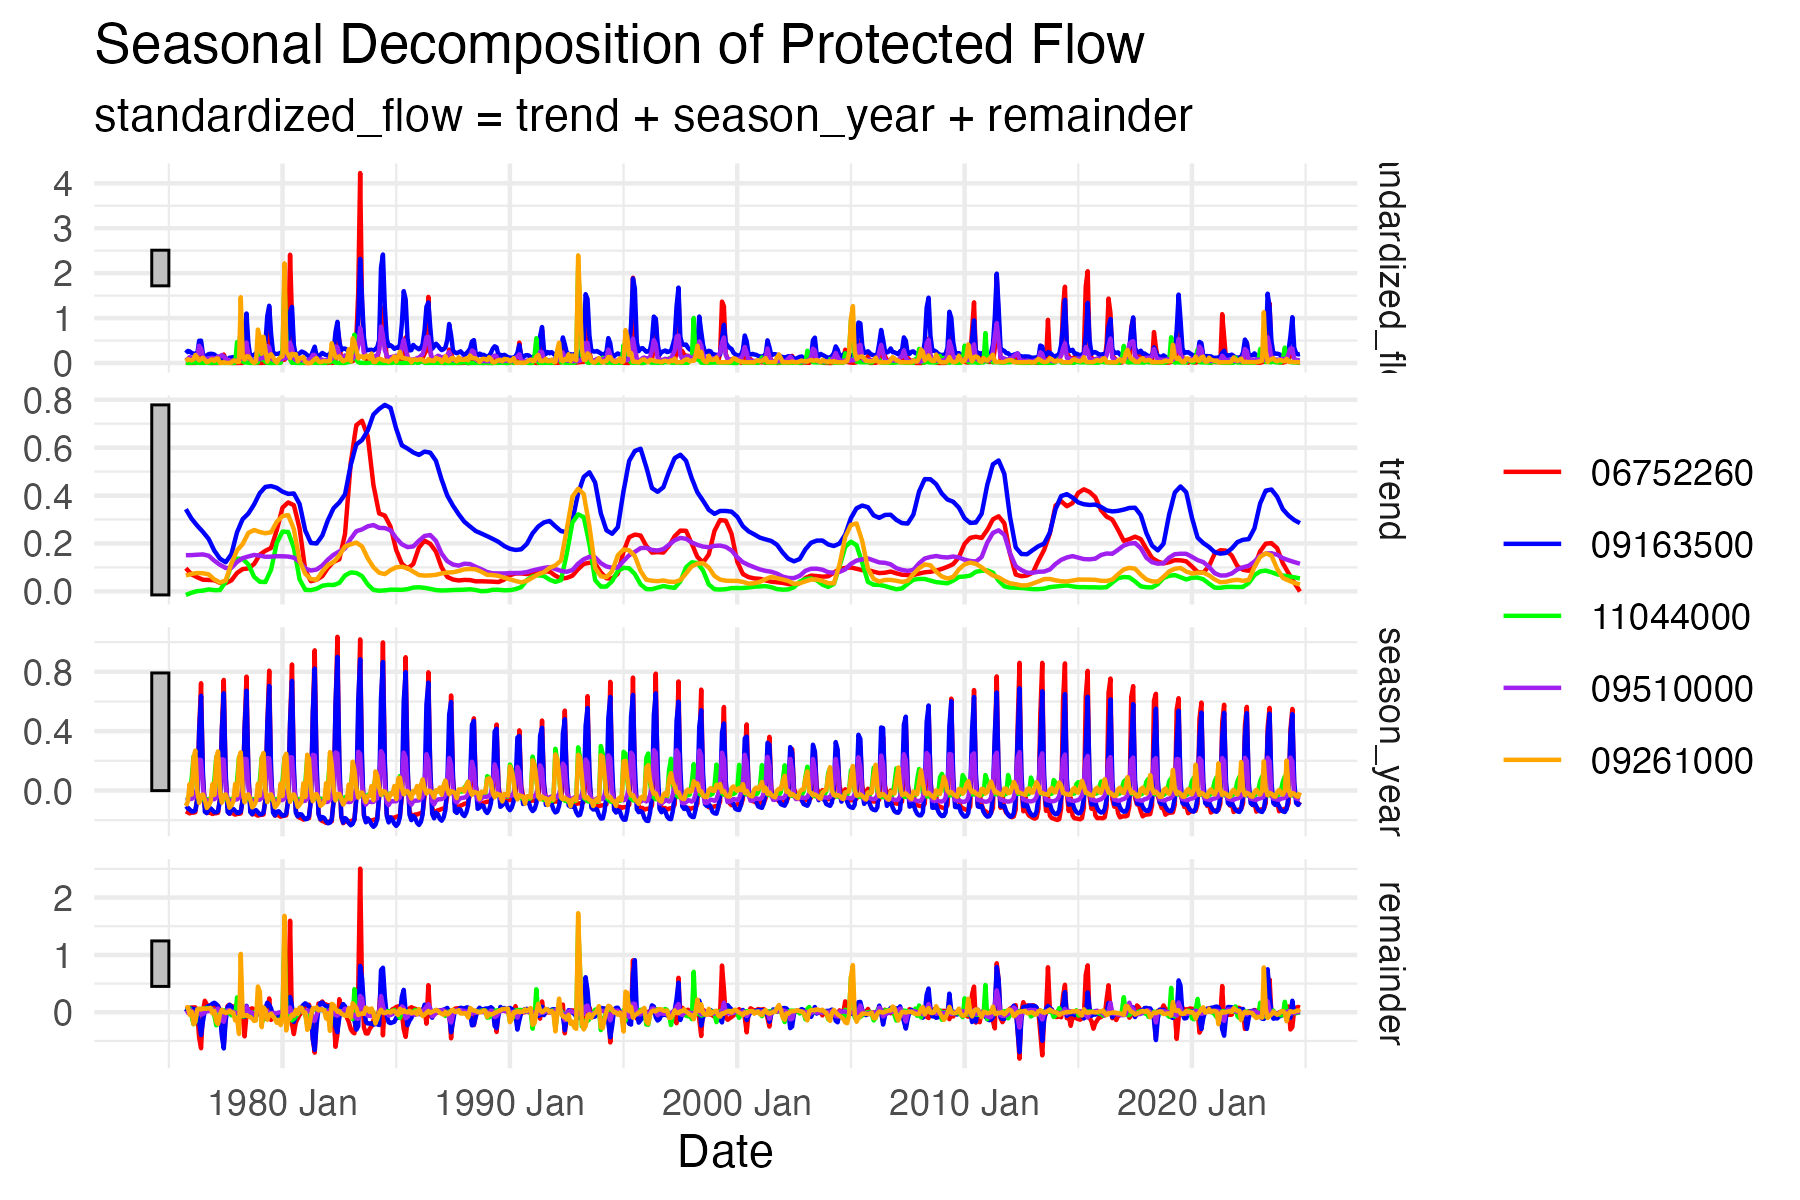 Seasonal Decomposition of Protected Flow
standardized_flow = trend + season_year + remainder
4
3
2
1
0
ndardized_fl
0.8
0.6
0.4
0.2
0.0
trend
0.8
0.4
0.0
season_year
2
1
0
remainder
1980 Jan
1990 Jan
2000 Jan
2010 Jan
2020 Jan
Date
06752260
09163500
11044000
09510000
09261000